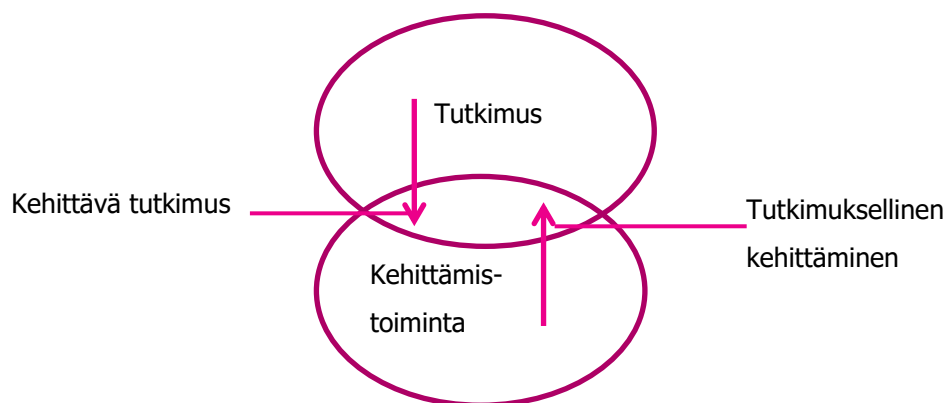 Tutkimus
Kehittävä tutkimus
Tutkimuksellinen
kehittäminen
Kehittämis-
toiminta